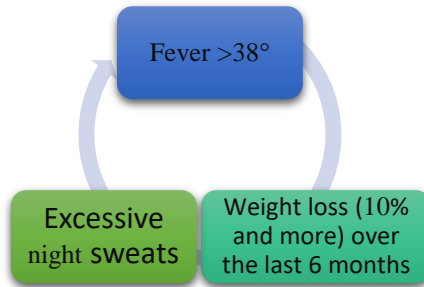 Fever >38°
Excessive
night sweats
Weight loss (10%
and more) over
the last 6 months